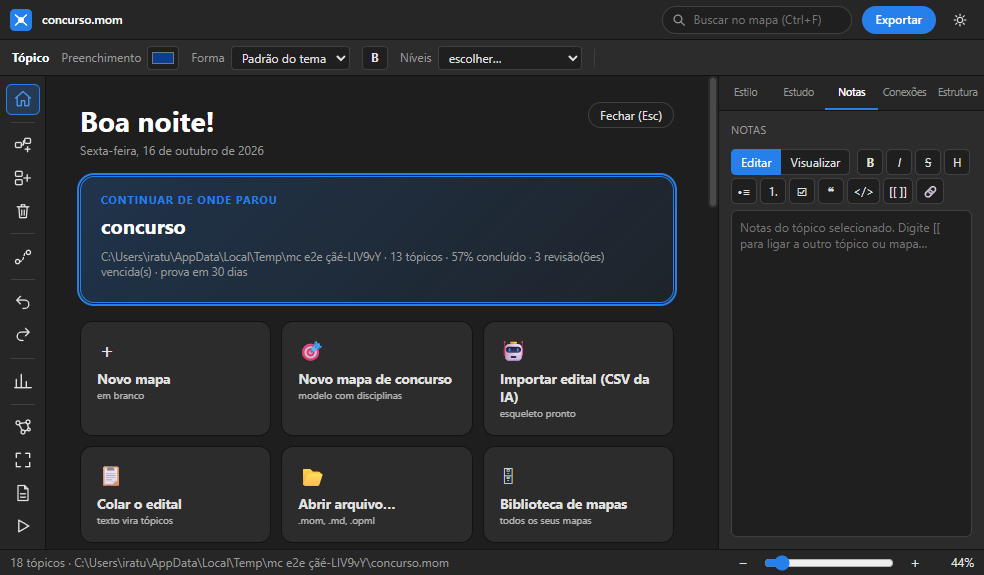 concurso.mom
Buscar no mapa (Ctrl+F)
Exportar
Tópico
Preenchimento
Forma
Padrão do tema
B
Níveis
escolher...
Boa noite!
Fechar (Esc)
Sexta-feira, 16 de outubro de 2026
CONTINUAR DE ONDE PAROU
concurso
C:\Users\iratu\AppData\Local\Temp\mc e2e çãé-LIV9vY · 13 tópicos · 57% concluído · 3 revisão(ões)
vencida(s) · prova em 30 dias
Novo mapa
em branco
Novo mapa de concurso
modelo com disciplinas
Importar edital (CSV da
IA)
esqueleto pronto
Colar o edital
texto vira tópicos
Abrir arquivo...
.mom, .md, .opml
Biblioteca de mapas
todos os seus mapas
Estilo
Estudo
Notas
Conexões
Estrutura
NOTAS
Editar
Visualizar
B
I
S
H
1.
❝
</>
[[ ]]
Notas do tópico selecionado. Digite [[
para ligar a outro tópico ou mapa...
18 tópicos · C:\Users\iratu\AppData\Local\Temp\mc e2e çãé-LIV9vY\concurso.mom
−
+
44%